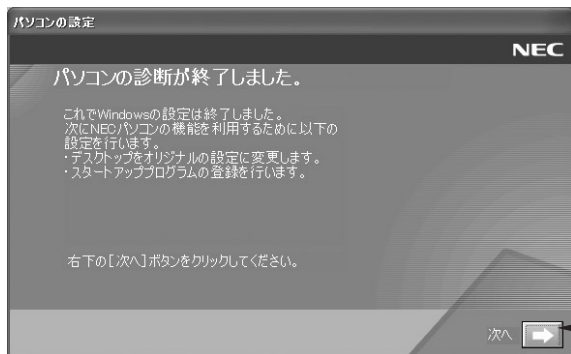 パソコンの設定
NEC
パソコンの診断が終了しました。
これでWindowsの設定は終了しました。
次にNECパソコンの機能を利用するために以下の
設定を行います。
・デスクトップをオリジナルの設定に変更します。
・スタートアッププログラムの登録を行います。
右下の[次へ]ボタンをクリックしてください。
次へ